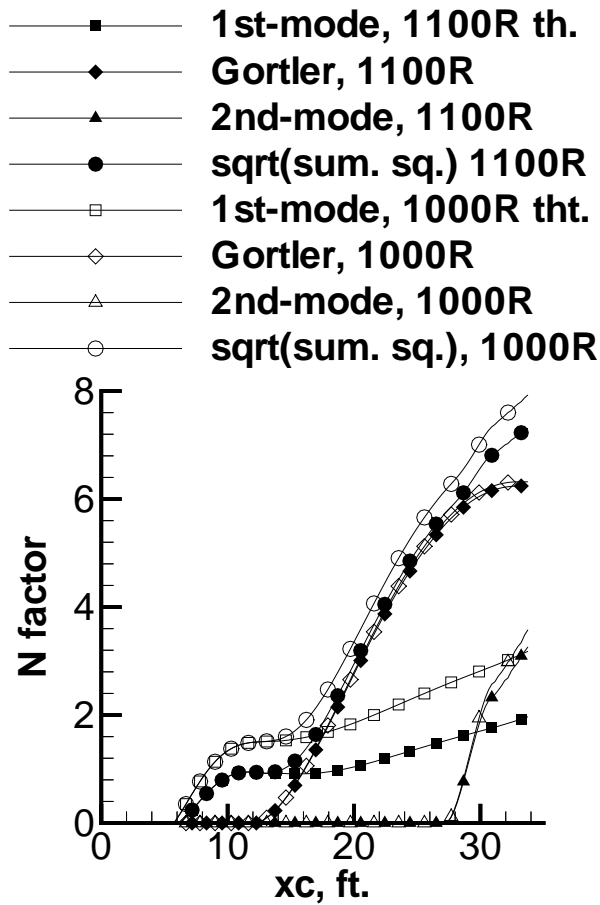 1st-mode, 1100R th.
Gortler, 1100R
2nd-mode, 1100R
sqrt(sum. sq.) 1100R
1st-mode, 1000R tht.
Gortler, 1000R
2nd-mode, 1000R
sqrt(sum. sq.), 1000R
8
6
4
2
0
N factor
0 10 20 30
xc, ft.